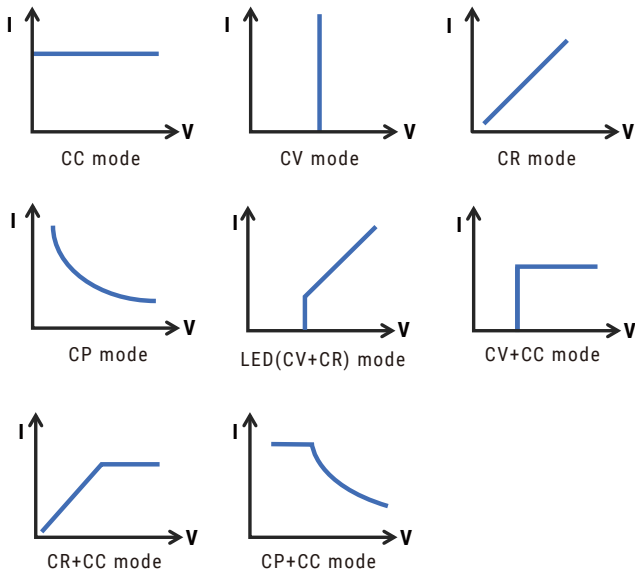 I
V
CC mode
I
V
CV mode
I
V
CR mode
I
V
CP mode
I
V
LED(CV+CR) mode
I
V
CV+CC mode
I
V
CR+CC mode
I
V
CP+CC mode